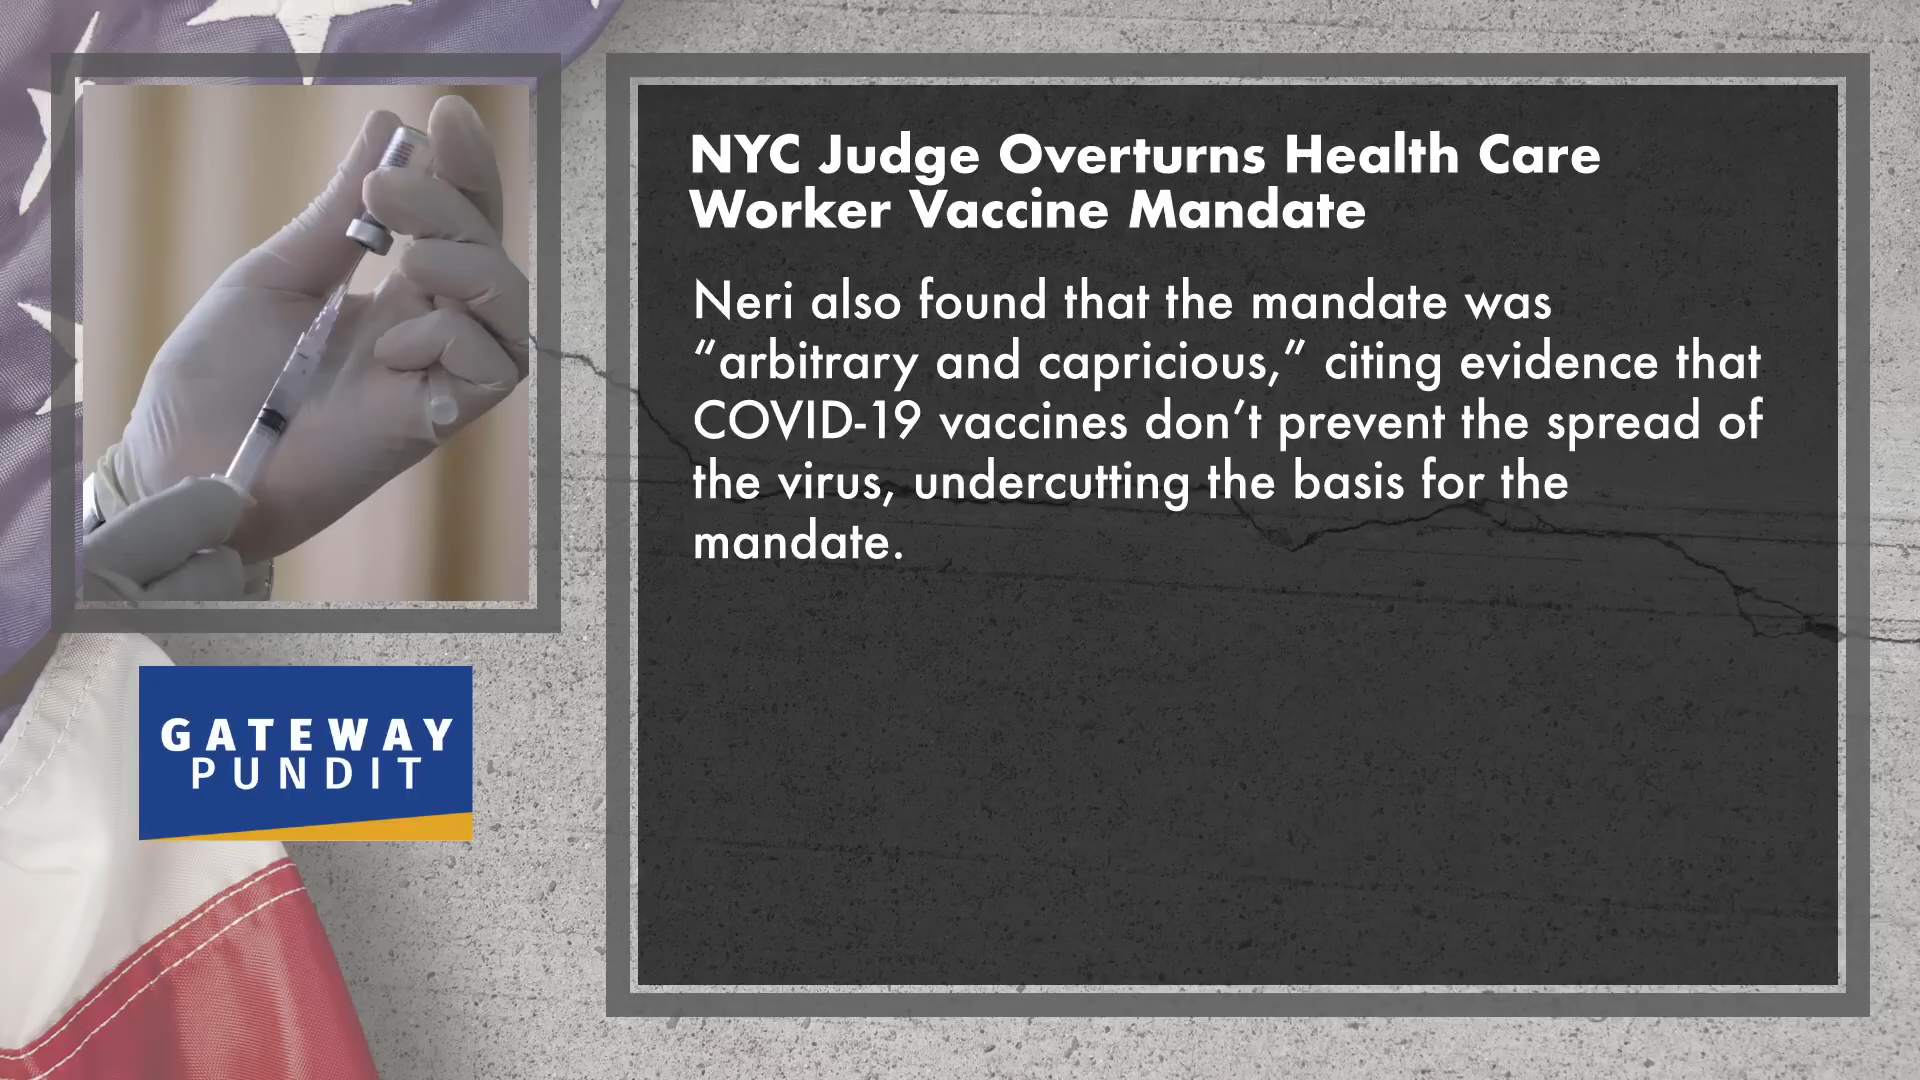 NYC Judge Overturns Health Care
Worker Vaccine Mandate
Neri also found that the mandate was
“arbitrary and capricious,” citing evidence that
COVID-19 vaccines don’t prevent the spread of
the virus, undercutting the basis for the
mandate.
GATEWAY
PUNDIT